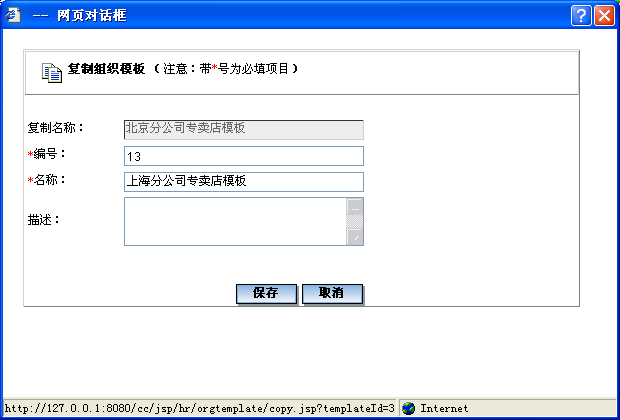 -- 网页对话框
复制组织模板（注意：带*号为必填项目）
复制名称： 北京分公司专卖店模板
*编号： 13
*名称： 上海分公司专卖店模板
描述：
保存 取消
http://127.0.0.1:8080/cc/jsp/hr/orgtemplate/copy.jsp?templateId=3 Internet